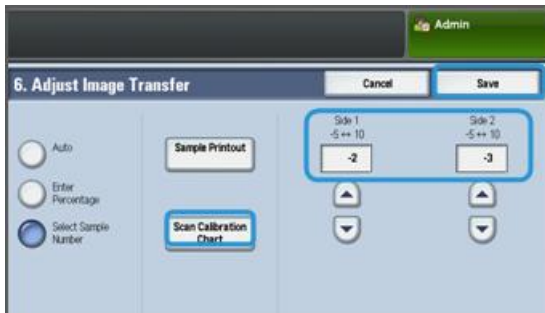 Admin
6. Adjust Image Transfer
Cancel
Save
Auto
Enter
Percentage
Select Sample
Number
Sample Printout
Scan Calibration
Chart
Side 1
-5 ↔ 10
-2
Side 2
-5 ↔ 10
-3